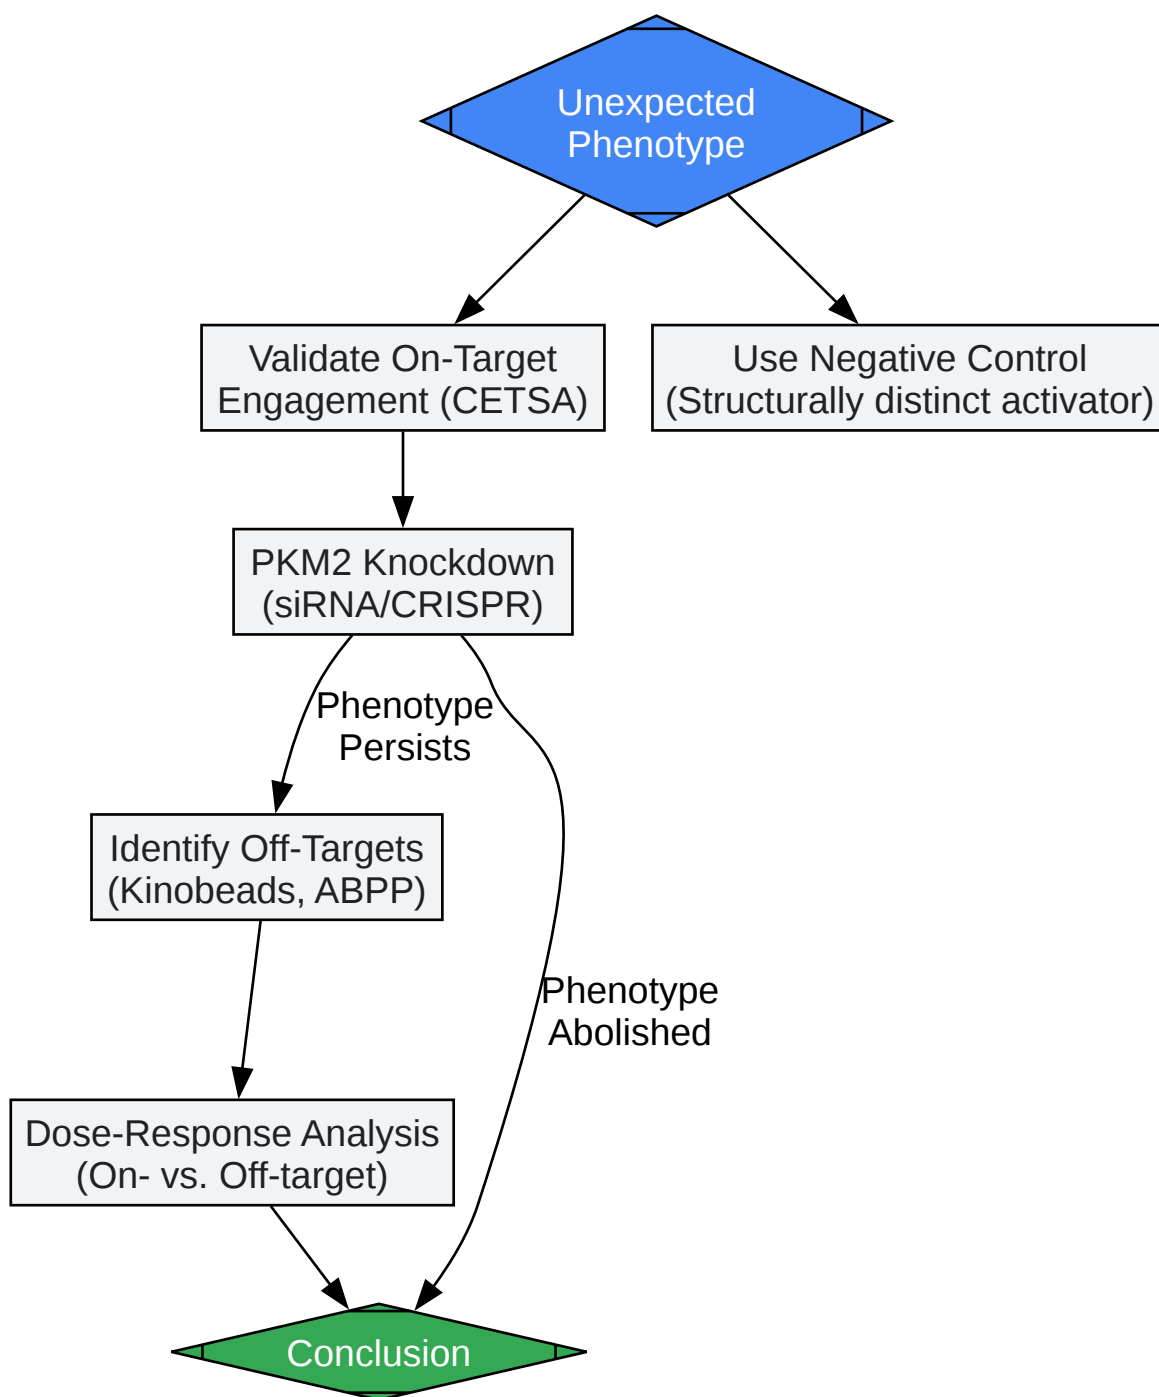 Unexpected
Phenotype
Validate On-Target
Engagement (CETSA)
Use Negative Control
(Structurally distinct activator)
PKM2 Knockdown
(siRNA/CRISPR)
Phenotype
Persists
Identify Off-Targets
(Kinobeads, ABPP)
Phenotype
Abolished
Dose-Response Analysis
(On- vs. Off-target)
Conclusion